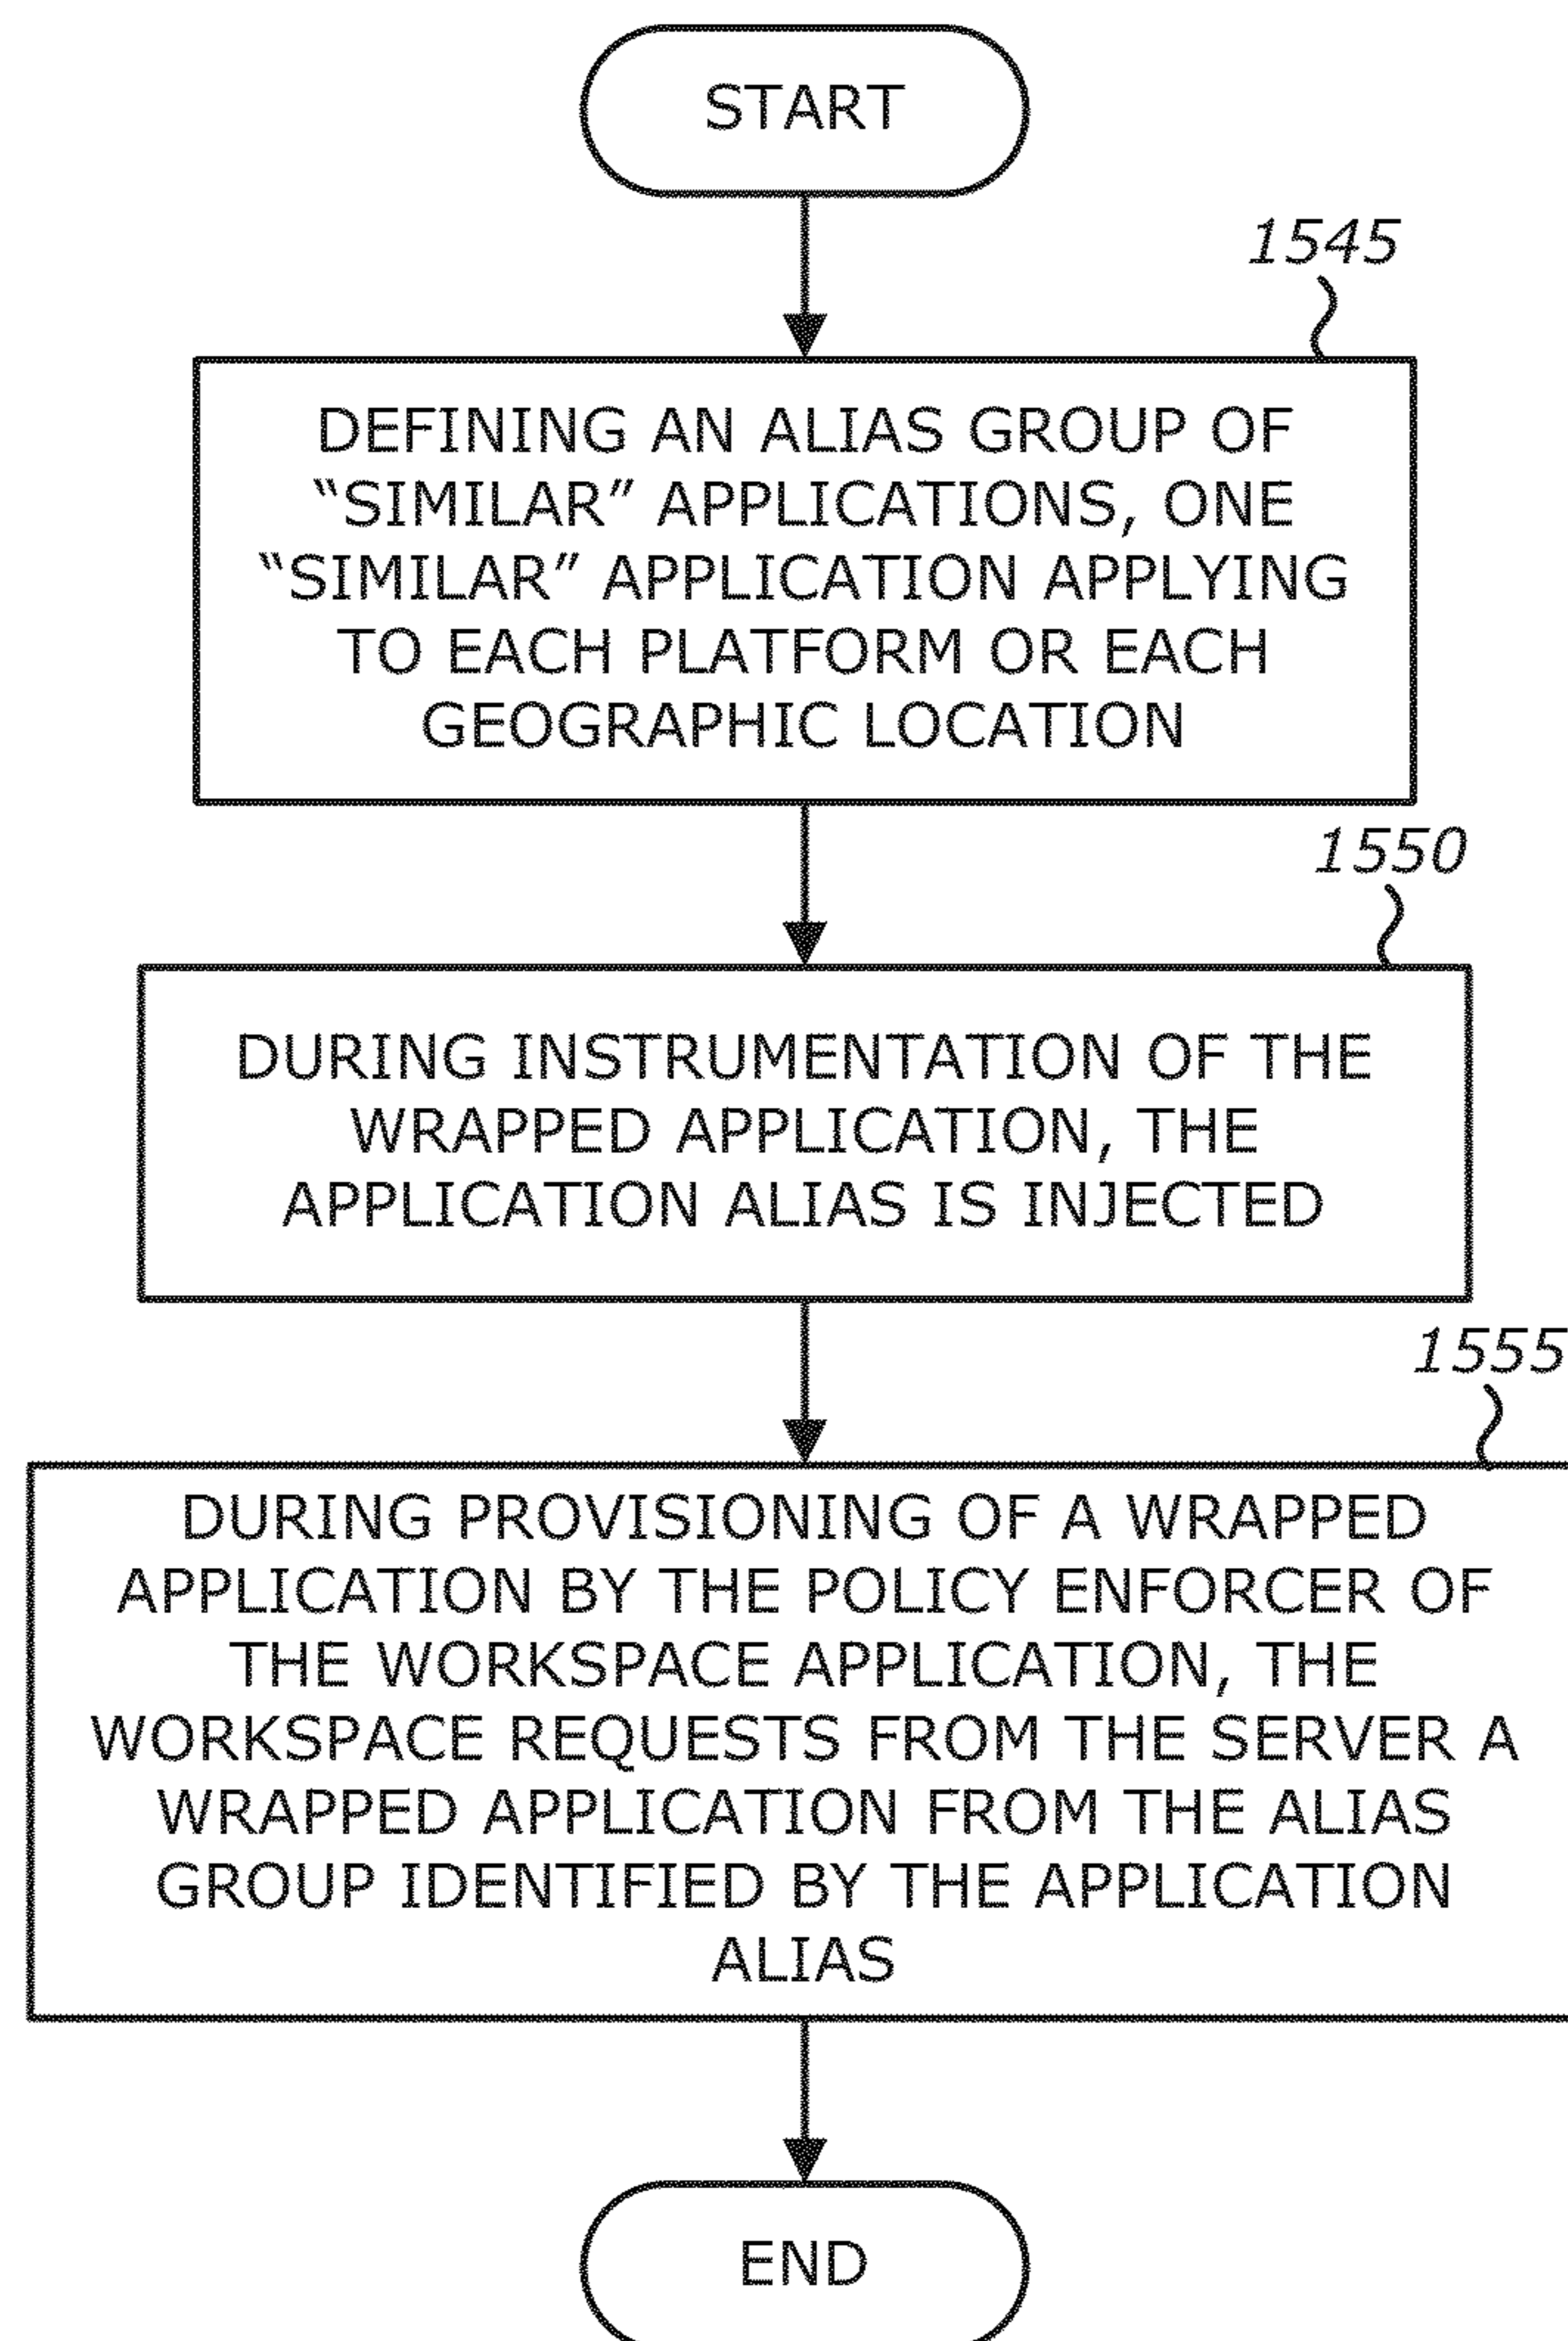 START
1545
DEFINING AN ALIAS GROUP OF
“SIMILAR” APPLICATIONS, ONE
“SIMILAR” APPLICATION APPLYING
TO EACH PLATFORM OR EACH
GEOGRAPHIC LOCATION
1550
DURING INSTRUMENTATION OF THE
WRAPPED APPLICATION, THE
APPLICATION ALIAS IS INJECTED
1555
DURING PROVISIONING OF A WRAPPED
APPLICATION BY THE POLICY ENFORCER OF
THE WORKSPACE APPLICATION, THE
WORKSPACE REQUESTS FROM THE SERVER A
WRAPPED APPLICATION FROM THE ALIAS
GROUP IDENTIFIED BY THE APPLICATION
ALIAS
END